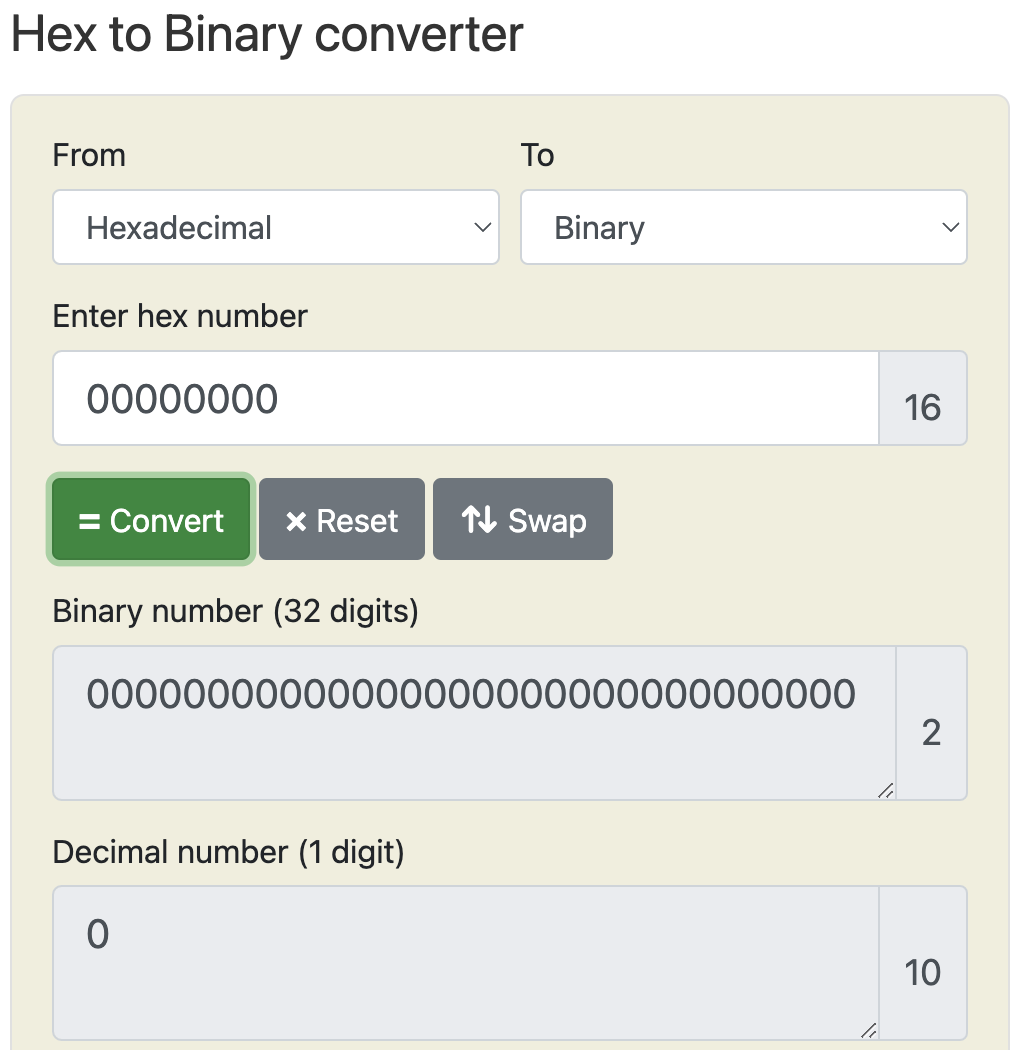 Hex to Binary converter
From To
Hexadecimal Binary
Enter hex number
00000000 16
= Convert × Reset Swap
Binary number (32 digits)
00000000000000000000000000000000 2
Decimal number (1 digit)
0 10